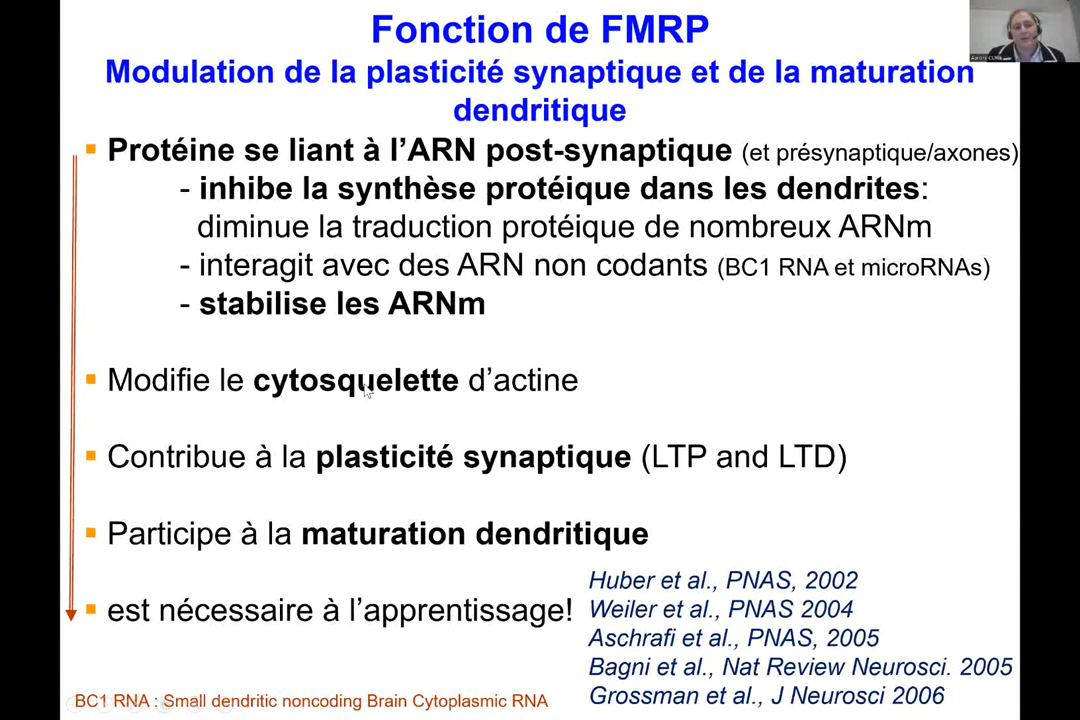 Fonction de FMRP
Modulation de la plasticité synaptique et de la maturation
dendritique
Protéine se liant à l'ARN post-synaptique (et présynaptique/axones)
- inhibe la synthèse protéique dans les dendrites:
diminue la traduction protéique de nombreux ARNm
- interagit avec des ARN non codants (BC1 RNA et microRNAs)
- stabilise les ARNm
Modifie le cytosquelette d'actine
Contribue à la plasticité synaptique (LTP and LTD)
Participe à la maturation dendritique
est nécessaire à l'apprentissage!
Huber et al., PNAS, 2002
Weiler et al., PNAS 2004
Aschrafi et al., PNAS, 2005
Bagni et al., Nat Review Neurosci. 2005
Grossman et al., J Neurosci 2006
BC1 RNA : Small dendritic noncoding Brain Cytoplasmic RNA